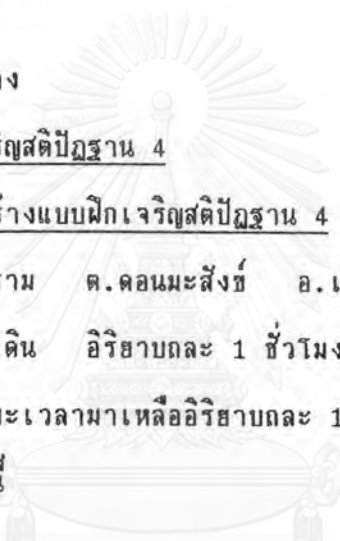 ง
ริญสติปัฏฐาน 4
ร้างแบบฝึกเจริญสติปัฏฐาน 4
ราม ต.ดอนมะสังข์ อ.เ
ดิน อิริยาบถละ 1 ชั่วโมง
ะเวลามาเหลืออิริยาบถละ 1